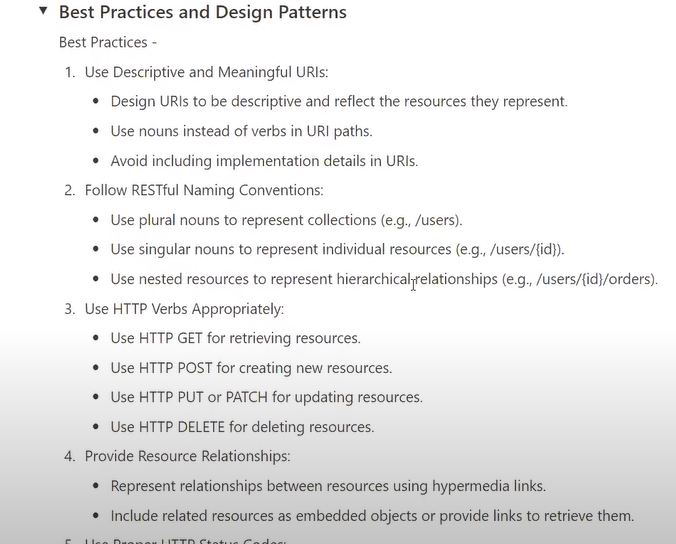 Best Practices and Design Patterns
Best Practices -
1. Use Descriptive and Meaningful URIs:
• Design URIs to be descriptive and reflect the resources they represent.
• Use nouns instead of verbs in URI paths.
• Avoid including implementation details in URIs.
2. Follow RESTful Naming Conventions:
• Use plural nouns to represent collections (e.g., /users).
• Use singular nouns to represent individual resources (e.g., /users/{id}).
• Use nested resources to represent hierarchical relationships (e.g., /users/{id}/orders).
3. Use HTTP Verbs Appropriately:
• Use HTTP GET for retrieving resources.
• Use HTTP POST for creating new resources.
• Use HTTP PUT or PATCH for updating resources.
• Use HTTP DELETE for deleting resources.
4. Provide Resource Relationships:
• Represent relationships between resources using hypermedia links.
• Include related resources as embedded objects or provide links to retrieve them.
5. Use Proper HTTP Status Codes: